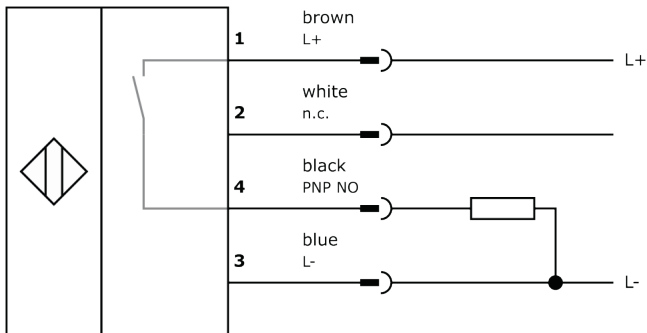 brown
1 L+
L+
white
2 n.c.
black
4 PNP NO
blue
3 L-
L-